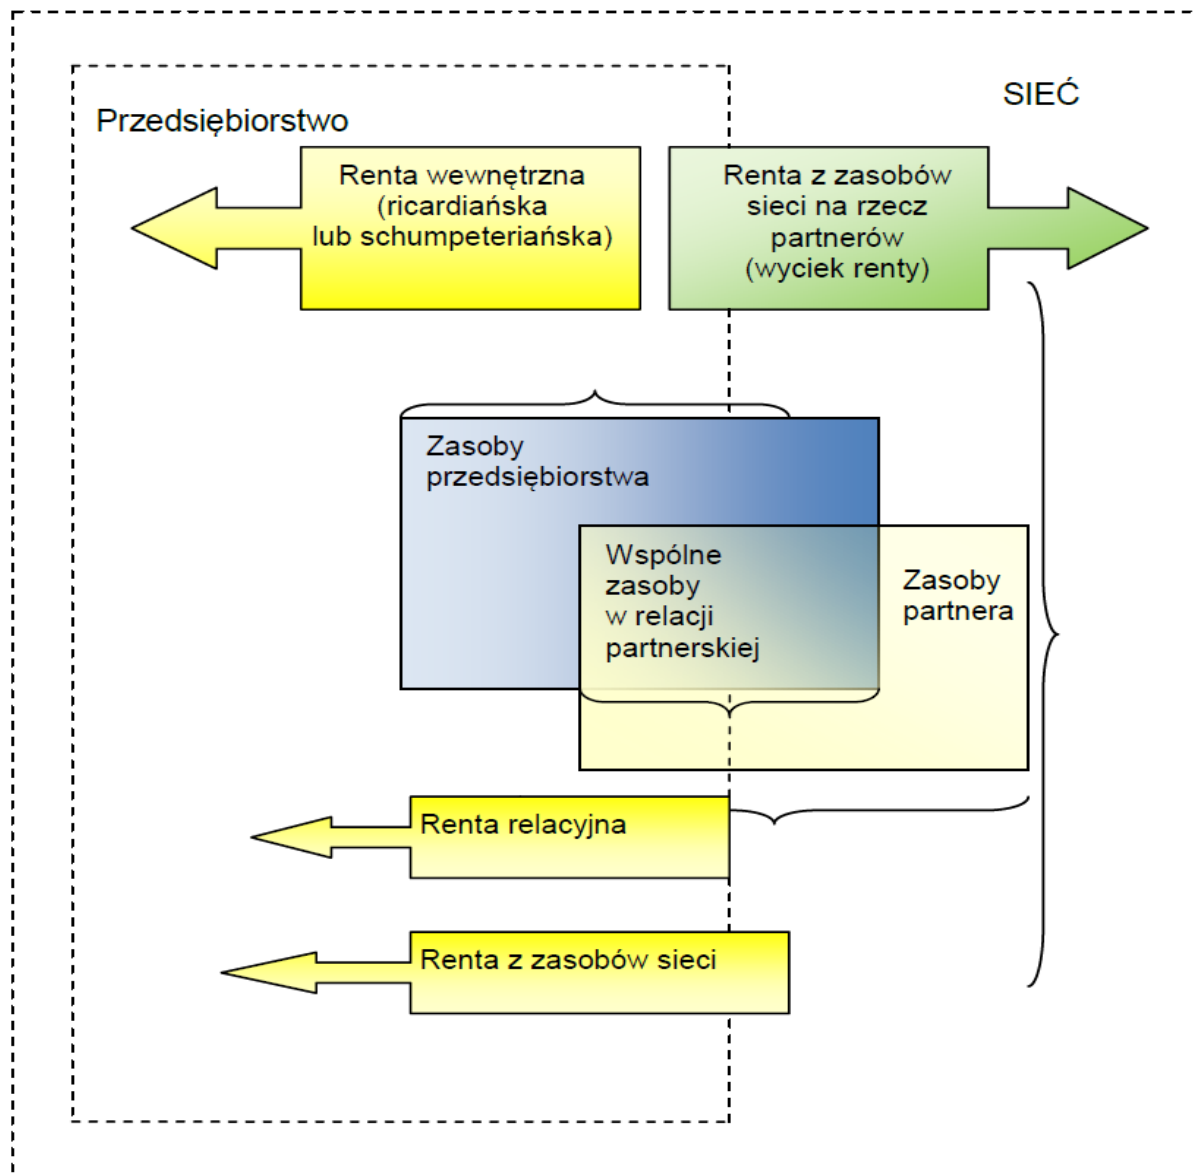 SIEĆ
Przedsiębiorstwo
Renta wewnętrzna
(ricardiańska
lub schumpeteriańska)
Renta z zasobów
sieci na rzecz
partnerów
(wyciek renty)
Zasoby
przedsiębiorstwa
Wspólne
zasoby
w relacji
partnerskiej
Zasoby
partnera
Renta relacyjna
Renta z zasobów sieci